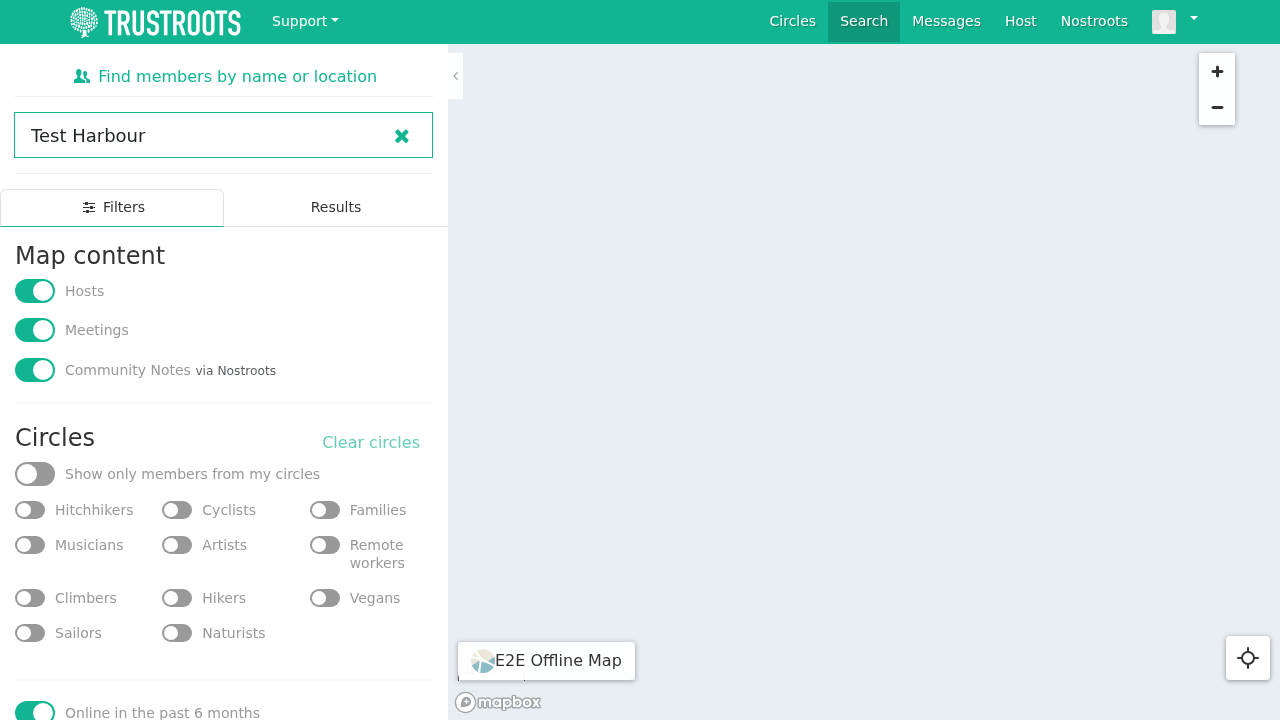 TRUSTROOTS
Support
Circles
Search
Messages
Host
Nostroots
Find members by name or location
Test Harbour
Filters
Results
Map content
Hosts
Meetings
Community Notes via Nostroots
Circles
Clear circles
Show only members from my circles
Hitchhikers
Cyclists
Families
Musicians
Artists
Remote
workers
Climbers
Hikers
Vegans
Sailors
Naturists
Online in the past 6 months
E2E Offline Map
mapbox